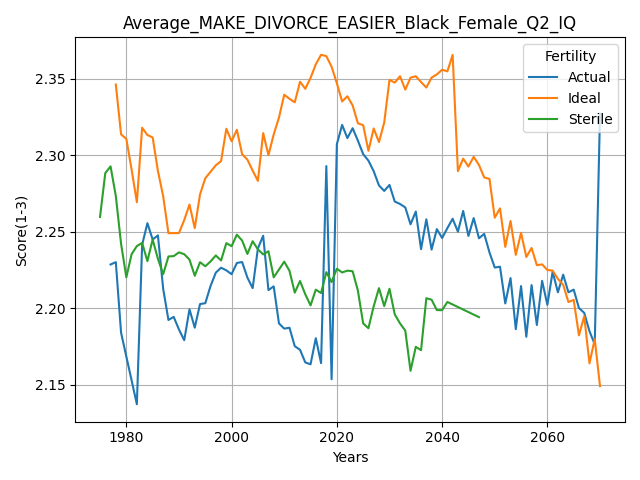 Average_MAKE_DIVORCE_EASIER_Black_Female_Q2_IQ
Fertility
Actual
Ideal
Sterile
Score(1-3)
2.35
2.30
2.25
2.20
2.15
1980 2000 2020 2040 2060
Years